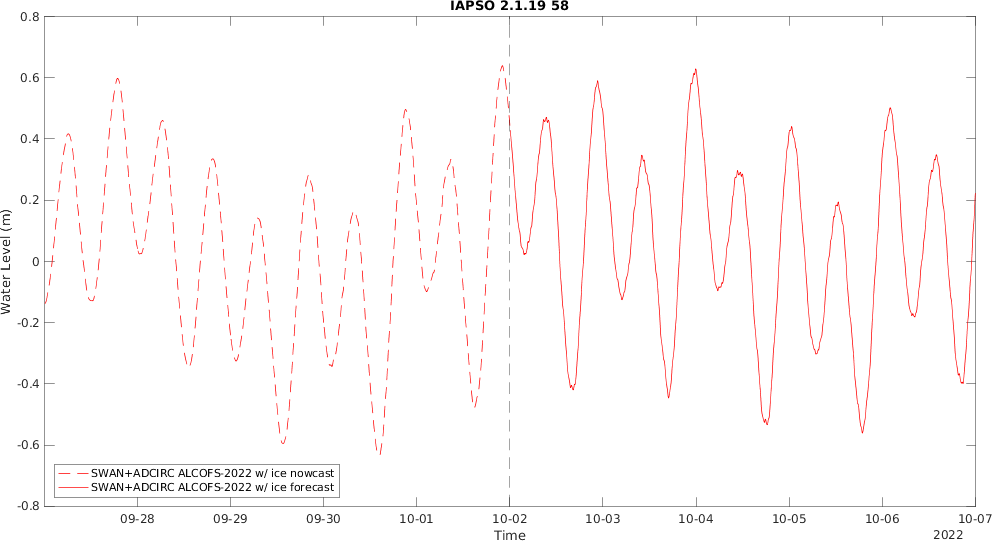 IAPSO 2.1.19 58
0.8
0.6
0.4
0.2
0
-0.2
-0.4
-0.6
-0.8
Water Level (m)
SWAN+ADCIRC ALCOFS-2022 w/ ice nowcast
SWAN+ADCIRC ALCOFS-2022 w/ ice forecast
09-28 09-29 09-30 10-01 10-02 10-03 10-04 10-05 10-06 10-07
Time
2022